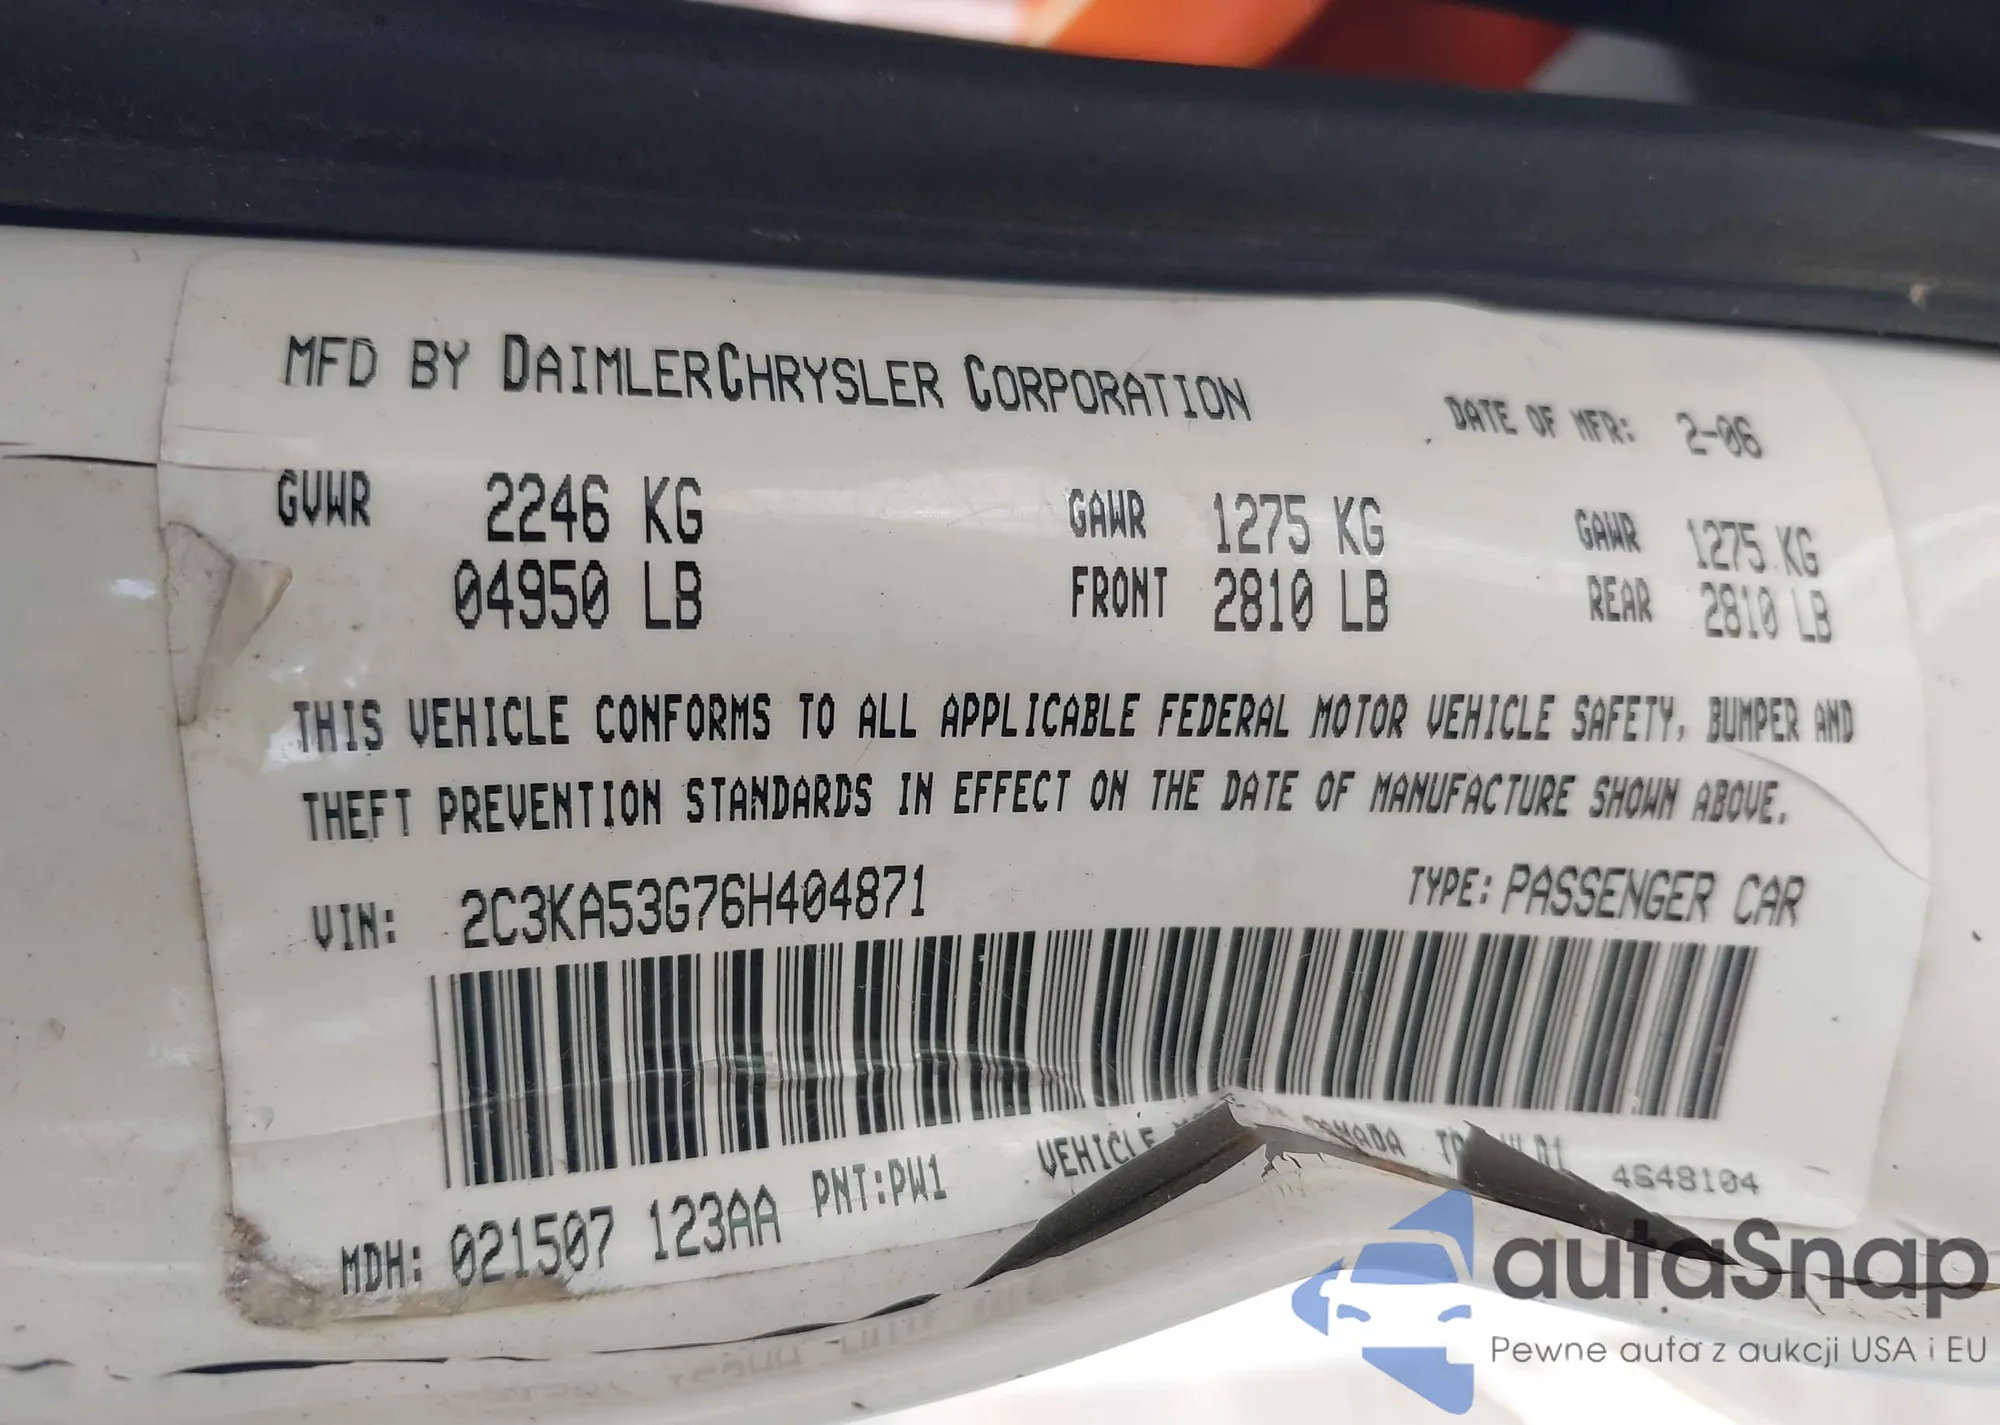 MFD BY DAIMLERCHRYSLER CORPORATION
DATE OF MFR: 2-06
GVWR 2246 KG
04950 LB
GAWR 1275 KG
FRONT 2810 LB
GAWR 1275 KG
REAR 2810 LB
THIS VEHICLE CONFORMS TO ALL APPLICABLE FEDERAL MOTOR VEHICLE SAFETY, BUMPER AND
THEFT PREVENTION STANDARDS IN EFFECT ON THE DATE OF MANUFACTURE SHOWN ABOVE.
VIN: 2C3KA53G76H404871
TYPE: PASSENGER CAR
MDH: 021507 123AA
PNT:PW1
VEHICLE CANADA
4648104
autaSnap
Pewne auta z aukcji USA i EU